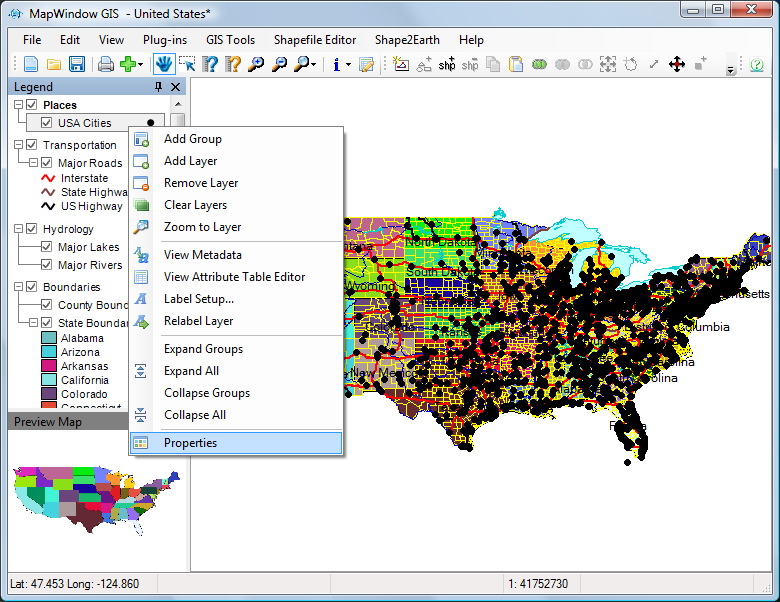 MapWindow GIS - United States*
File Edit View Plug-ins GIS Tools Shapefile Editor Shape2Earth Help
shp shp
Legend
Places
USA Cities
Transportation
Major Roads
Interstate
State Highwa
US Highway
Hydrology
Major Lakes
Major Rivers
Boundaries
County Bound
State Boundar
Alabama
Arizona
Arkansas
California
Colorado
Connecticut
Add Group
Add Layer
Remove Layer
Clear Layers
Zoom to Layer
View Metadata
View Attribute Table Editor
Label Setup...
Relabel Layer
Expand Groups
Expand All
Collapse Groups
Collapse All
Properties
North Dakota
South Dak
Wyoming
New Mexico
columbia
Preview Map
Lat: 47.453 Long: -124.860
1: 41752730